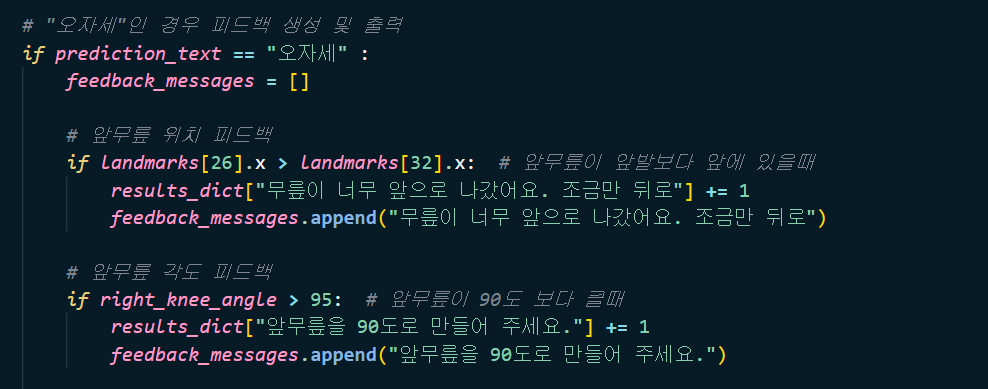 # "오자세"인 경우 피드백 생성 및 출력
if prediction_text == "오자세" :
feedback_messages = []
# 앞무릎 위치 피드백
if landmarks[26].x > landmarks[32].x:  # 앞무릎이 앞발보다 앞에 있을때
results_dict["무릎이 너무 앞으로 나갔어요. 조금만 뒤로"] += 1
feedback_messages.append("무릎이 너무 앞으로 나갔어요. 조금만 뒤로")
# 앞무릎 각도 피드백
if right_knee_angle > 95:  # 앞무릎이 90도 보다 클때
results_dict["앞무릎을 90도로 만들어 주세요."] += 1
feedback_messages.append("앞무릎을 90도로 만들어 주세요.")